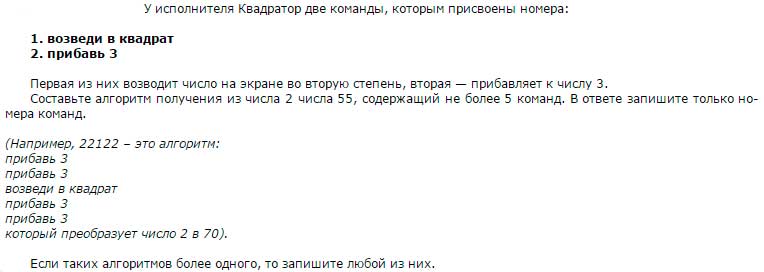 У исполнителя Квадратор две команды, которым присвоены номера:
1. возведи в квадрат
2. прибавь 3
Первая из них возводит число на экране во вторую степень, вторая — прибавляет к числу 3.
Составьте алгоритм получения из числа 2 числа 55, содержащий не более 5 команд. В ответе запишите только но-
мера команд.
(Например, 22122 – это алгоритм:
прибавь 3
прибавь 3
возведи в квадрат
прибавь 3
прибавь 3
который преобразует число 2 в 70).
Если таких алгоритмов более одного, то запишите любой из них.